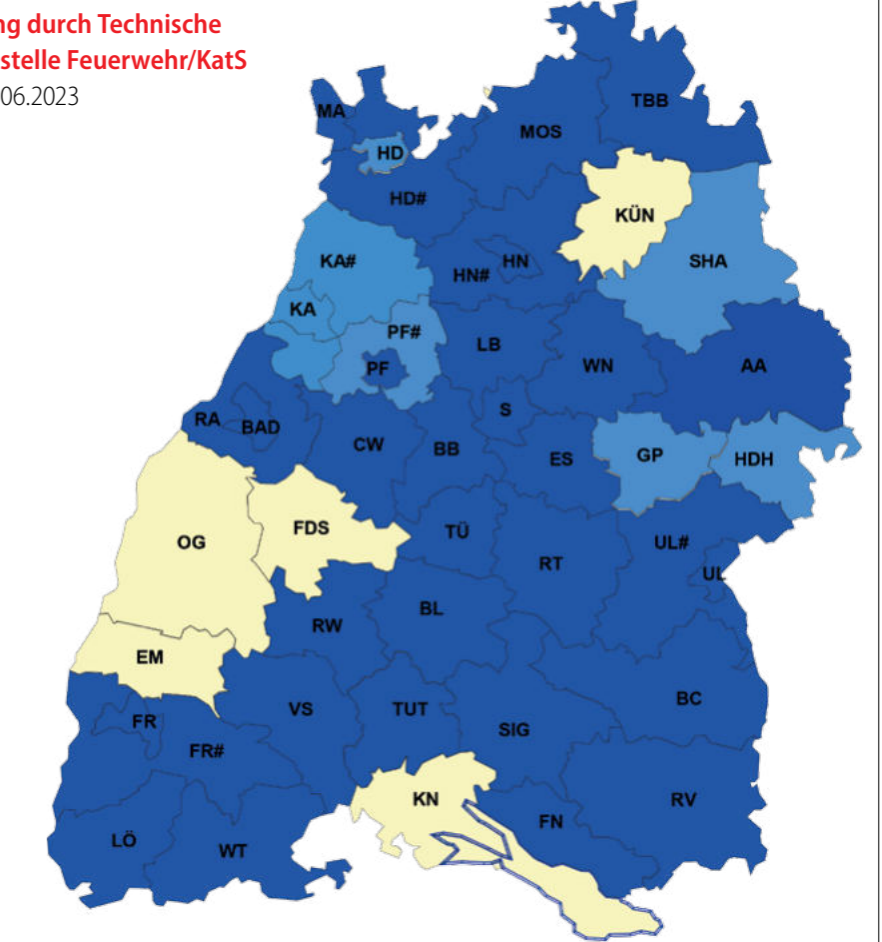 ng durch Technische
stelle Feuerwehr/KatS
06.2023
TBB
MA
MOS
HD
HD#
KÜN
KA#
HN
SHA
HN#
KA
PF#
LB
PF
WN
AA
S
RA
BAD
CW
BB
ES
GP
HDH
FDS
TÜ
OG
UL#
RT
UL
BL
RW
EM
BC
VS
TUT
FR
SIG
FR#
KN
RV
FN
LÖ
WT